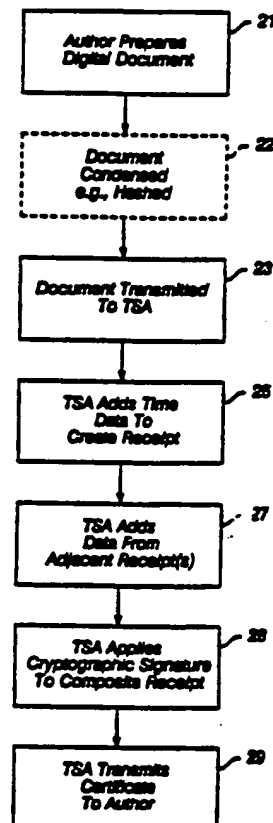 Author Prepares
Digital Document
21
Document
Condensed
e.g., Hashed
22
Document Transmitted
To TSA
23
TSA Adds Time
Data To
Create Receipt
25
TSA Adds
Data From
Adjacent Receipt(s)
27
TSA Applies
Cryptographic Signature
To Composite Receipt
28
TSA Transmits
Certificate
To Author
29